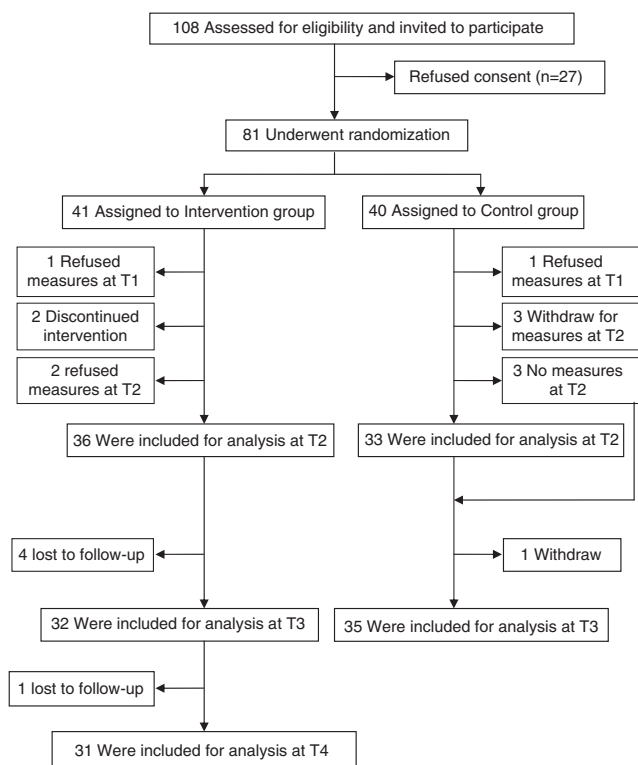 108 Assessed for eligibility and invited to participate
Refused consent (n=27)
81 Underwent randomization
41 Assigned to Intervention group
40 Assigned to Control group
1 Refused
measures at T1
1 Refused
measures at T1
2 Discontinued
intervention
3 Withdraw for
measures at T2
2 refused
measures at T2
3 No measures
at T2
36 Were included for analysis at T2
33 Were included for analysis at T2
4 lost to follow-up
1 Withdraw
32 Were included for analysis at T3
35 Were included for analysis at T3
1 lost to follow-up
31 Were included for analysis at T4